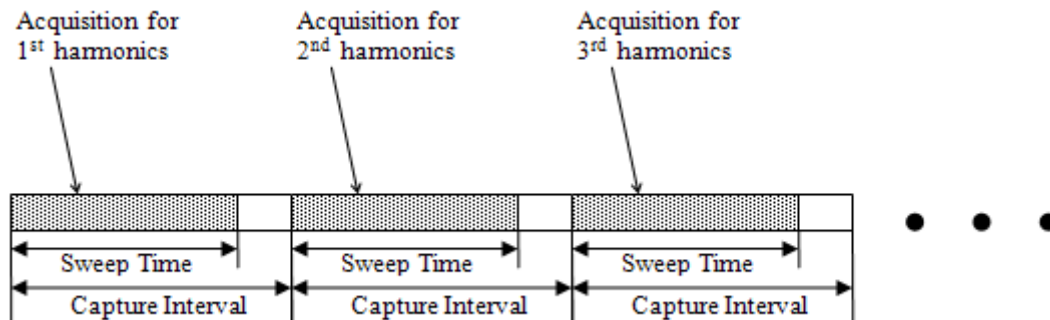 Acquisition for
1st harmonics
Acquisition for
2nd harmonics
Acquisition for
3rd harmonics
Sweep Time
Sweep Time
Sweep Time
Capture Interval
Capture Interval
Capture Interval